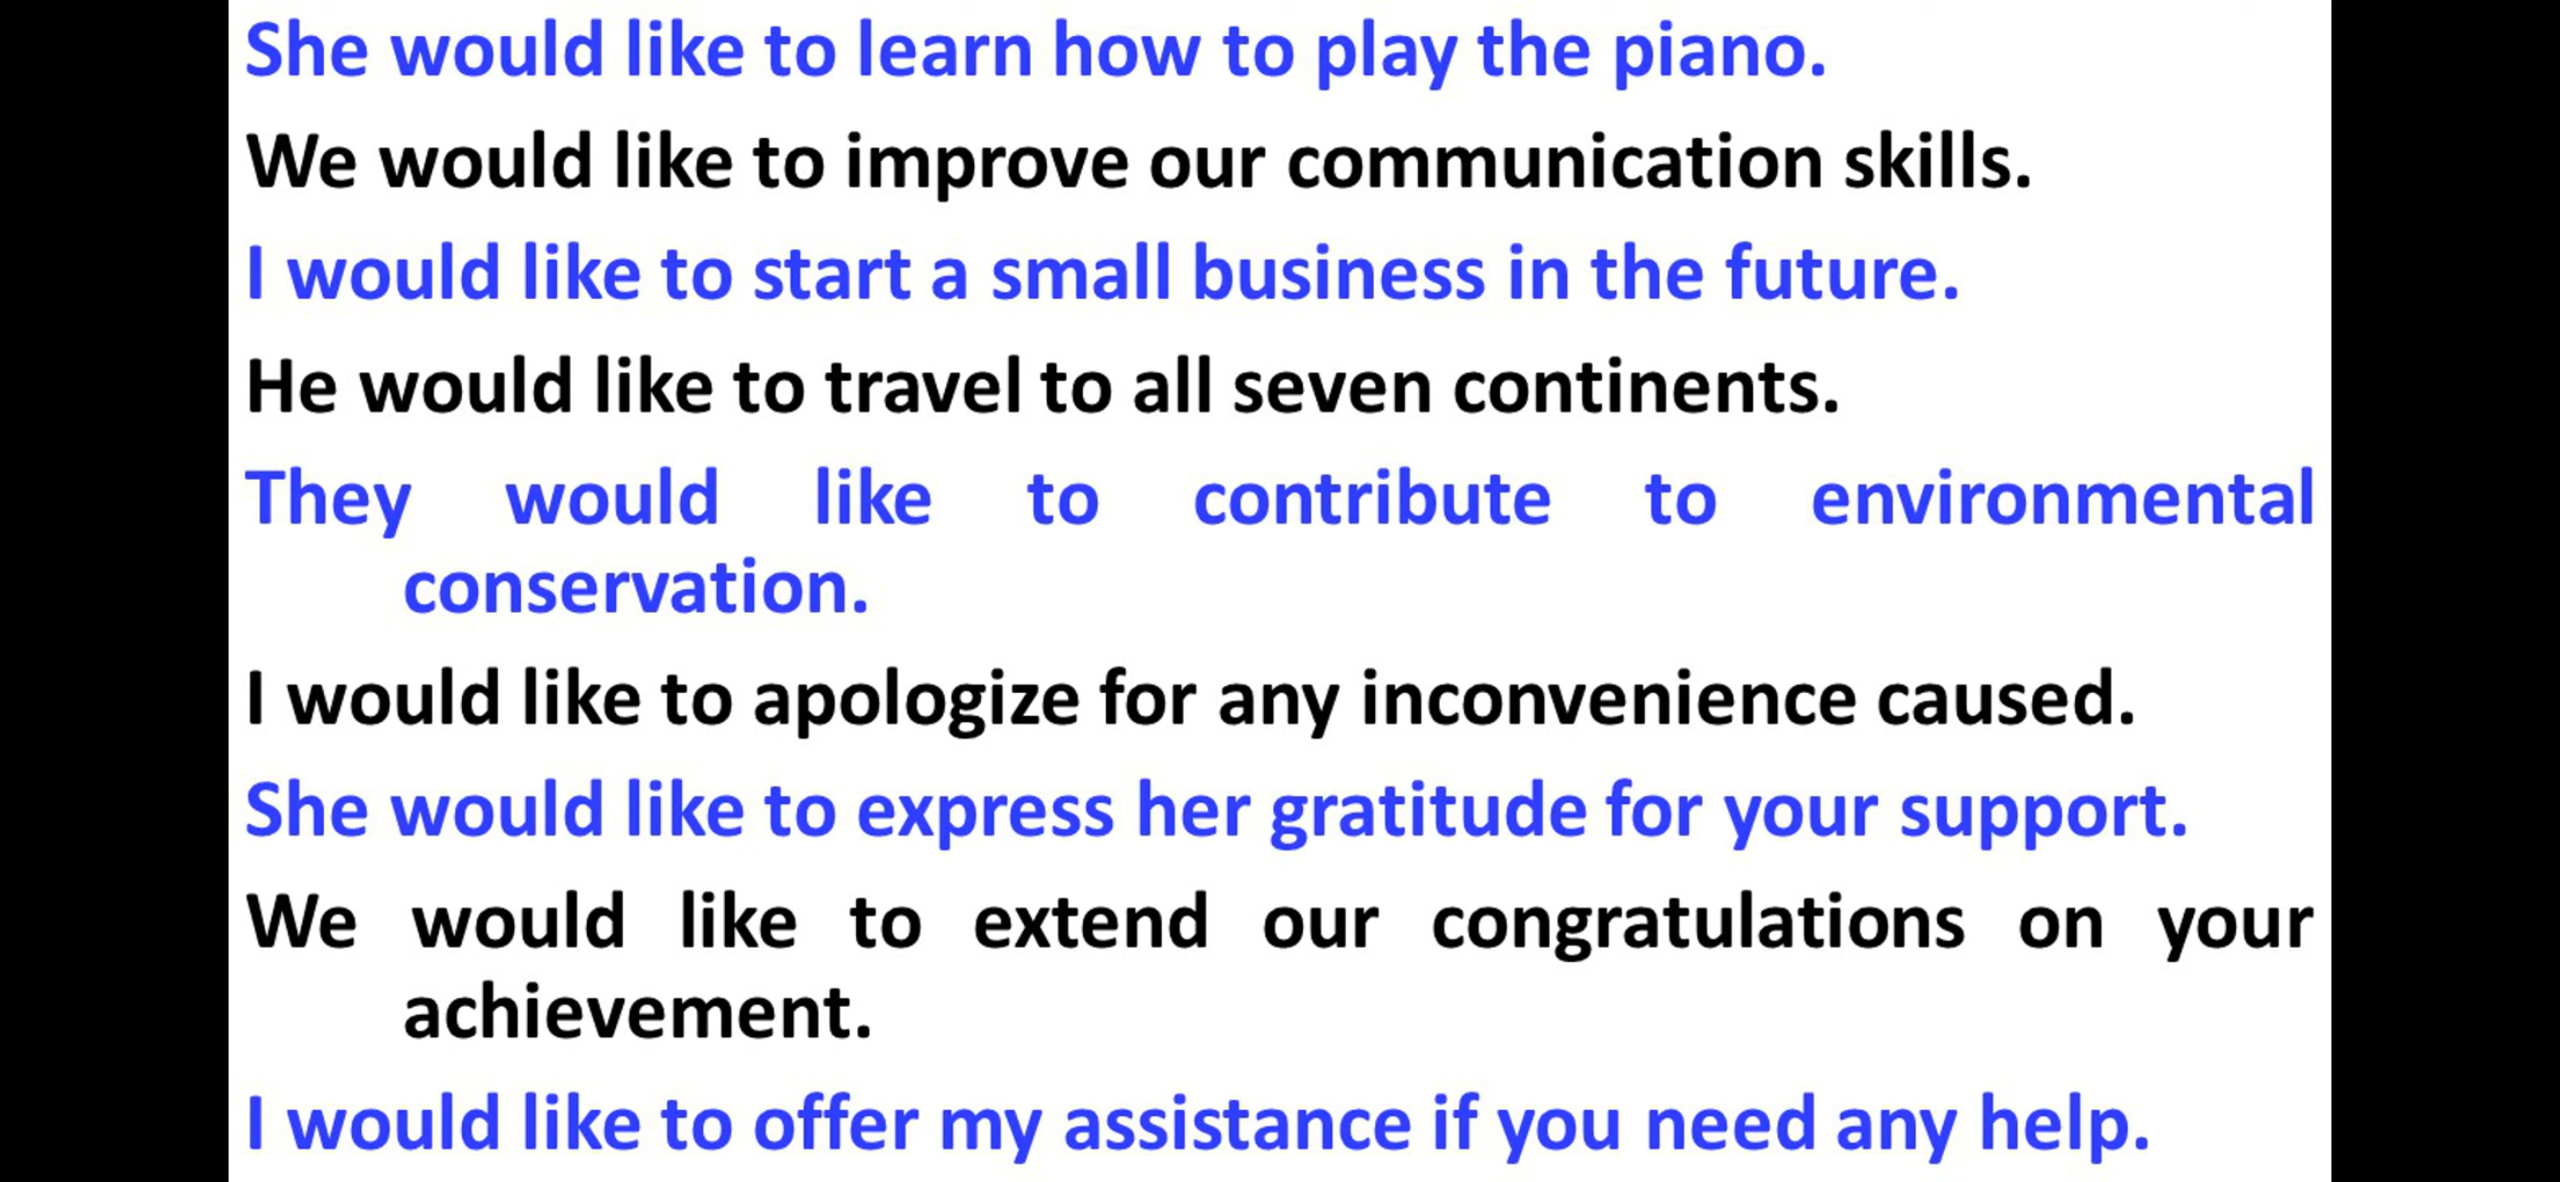 She would like to learn how to play the piano.
We would like to improve our communication skills.
I would like to start a small business in the future.
He would like to travel to all seven continents.
They would like to contribute to environmental
conservation.
I would like to apologize for any inconvenience caused.
She would like to express her gratitude for your support.
We would like to extend our congratulations on your
achievement.
I would like to offer my assistance if you need any help.